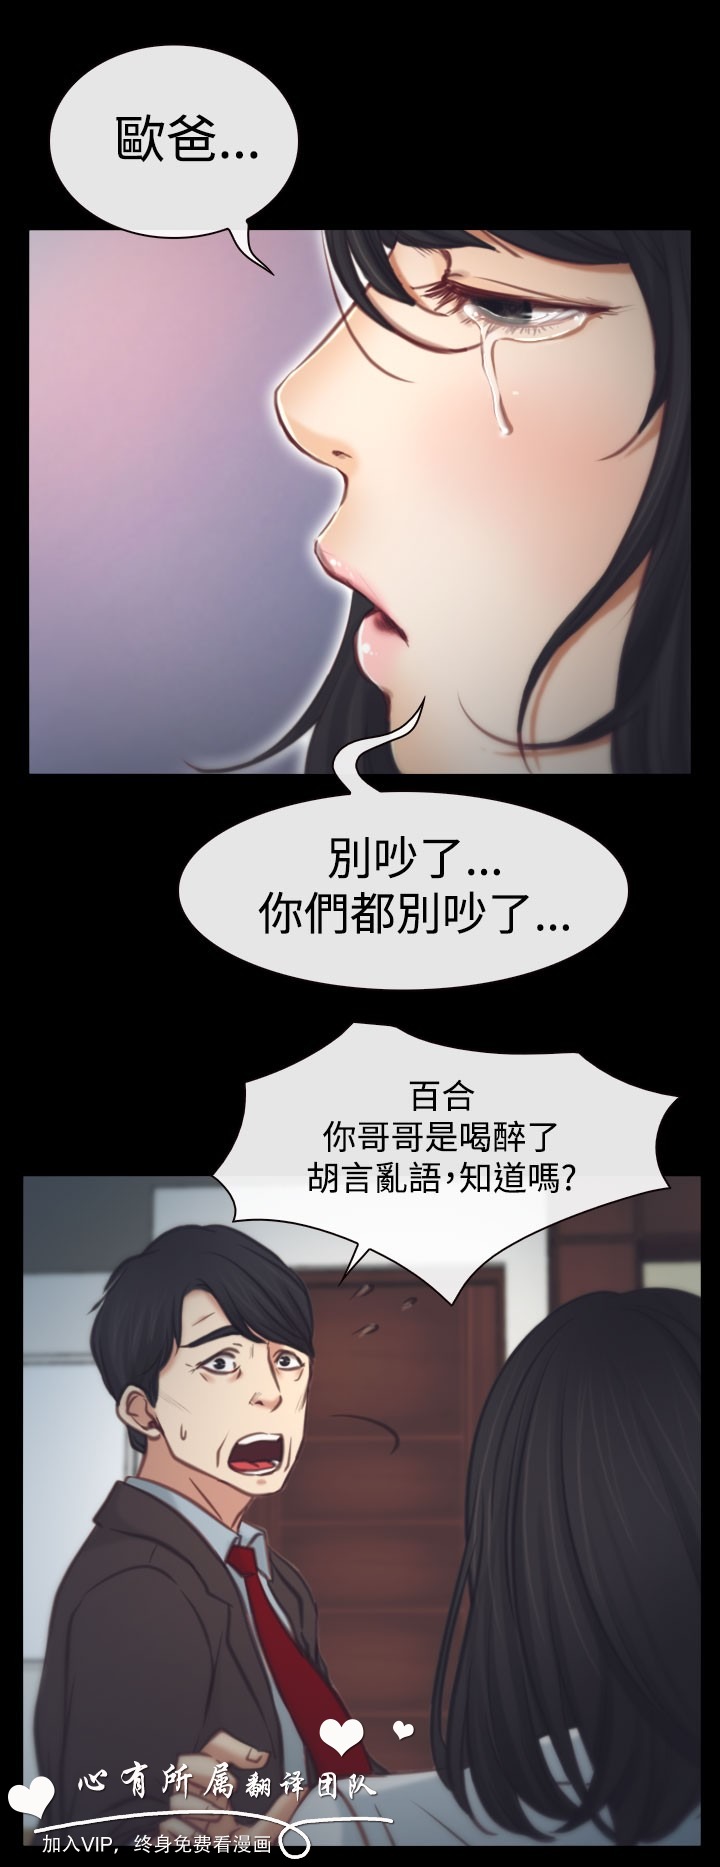 歐爸...
別吵了...
你們都別吵了...
百合
你哥哥是喝醉了
胡言亂語,知道嗎?
心有所属翻译团队
加入VIP，终身免费看漫画